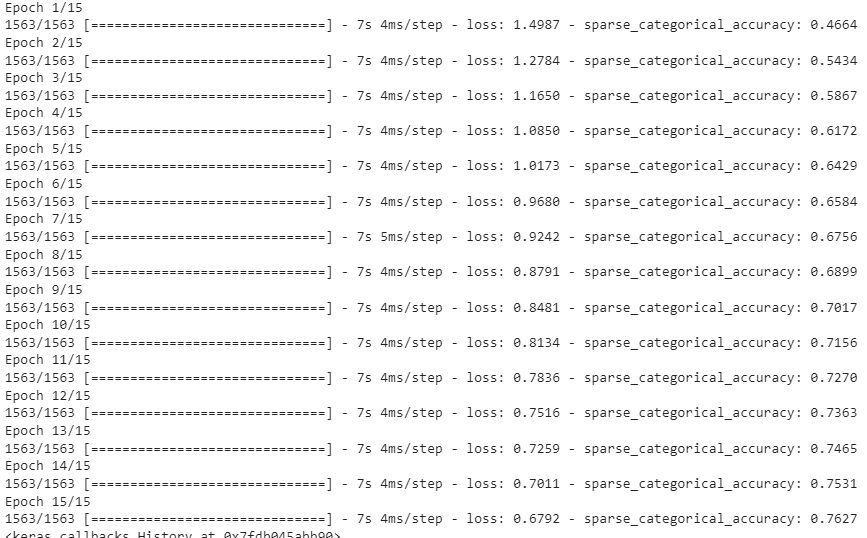 Epoch 1/15
1563/1563 [==============================] - 7s 4ms/step - loss: 1.4987 - sparse_categorical_accuracy: 0.4664
Epoch 2/15
1563/1563 [==============================] - 7s 4ms/step - loss: 1.2784 - sparse_categorical_accuracy: 0.5434
Epoch 3/15
1563/1563 [==============================] - 7s 4ms/step - loss: 1.1650 - sparse_categorical_accuracy: 0.5867
Epoch 4/15
1563/1563 [==============================] - 7s 4ms/step - loss: 1.0850 - sparse_categorical_accuracy: 0.6172
Epoch 5/15
1563/1563 [==============================] - 7s 4ms/step - loss: 1.0173 - sparse_categorical_accuracy: 0.6429
Epoch 6/15
1563/1563 [==============================] - 7s 4ms/step - loss: 0.9680 - sparse_categorical_accuracy: 0.6584
Epoch 7/15
1563/1563 [==============================] - 7s 5ms/step - loss: 0.9242 - sparse_categorical_accuracy: 0.6756
Epoch 8/15
1563/1563 [==============================] - 7s 4ms/step - loss: 0.8791 - sparse_categorical_accuracy: 0.6899
Epoch 9/15
1563/1563 [==============================] - 7s 4ms/step - loss: 0.8481 - sparse_categorical_accuracy: 0.7017
Epoch 10/15
1563/1563 [==============================] - 7s 4ms/step - loss: 0.8134 - sparse_categorical_accuracy: 0.7156
Epoch 11/15
1563/1563 [==============================] - 7s 4ms/step - loss: 0.7836 - sparse_categorical_accuracy: 0.7270
Epoch 12/15
1563/1563 [==============================] - 7s 4ms/step - loss: 0.7516 - sparse_categorical_accuracy: 0.7363
Epoch 13/15
1563/1563 [==============================] - 7s 4ms/step - loss: 0.7259 - sparse_categorical_accuracy: 0.7465
Epoch 14/15
1563/1563 [==============================] - 7s 4ms/step - loss: 0.7011 - sparse_categorical_accuracy: 0.7531
Epoch 15/15
1563/1563 [==============================] - 7s 4ms/step - loss: 0.6792 - sparse_categorical_accuracy: 0.7627
<keras.callbacks.History at